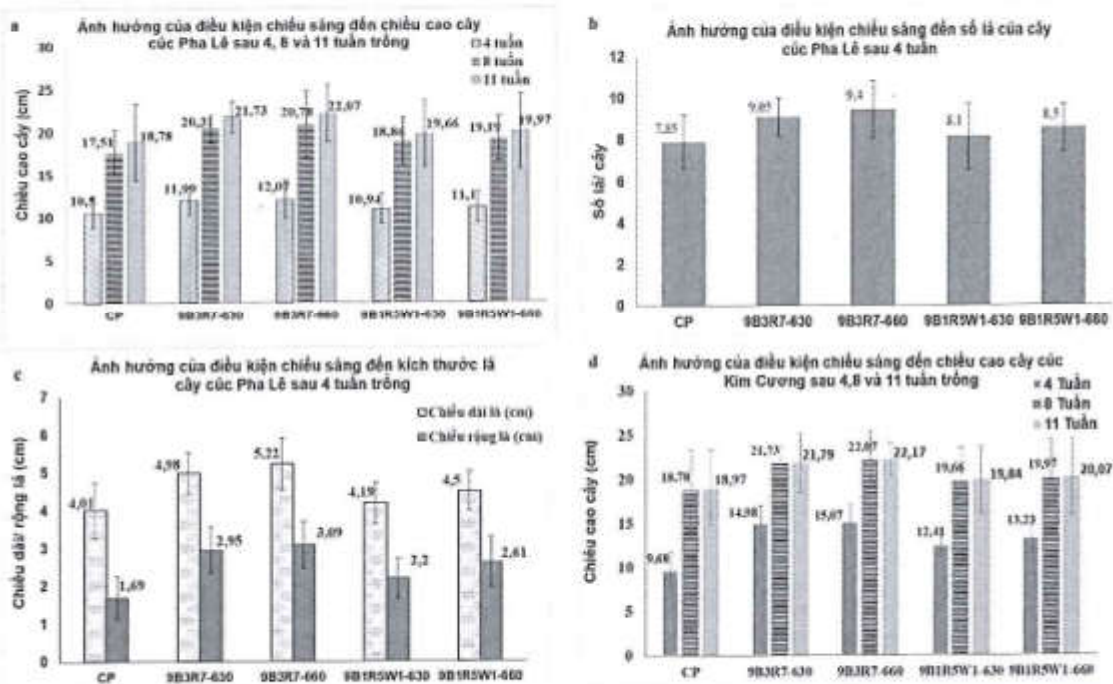 a
Ảnh hưởng của điều kiện chiếu sáng đến chiều cao cây
cúc Pha Lê sau 4, 8 và 11 tuần trồng
4 tuần
8 tuần
11 tuần
Chiều cao cây (cm)
30
25
20
15
10
5
0
10,5
17,51
18,78
11,99
20,31
21,73
12,07
20,78
22,07
10,94
18,86
19,66
11,1
19,19
19,97
CP
9B3R7-630
9B3R7-660
9B1R5W1-630
9B1R5W1-660
b
Ảnh hưởng của điều kiện chiếu sáng đến số lá của cây
cúc Pha Lê sau 4 tuần
Số lá/ cây
12
10
8
6
4
2
0
7,85
9,05
9,4
8,1
8,5
CP
9B3R7-630
9B3R7-660
9B1R5W1-630
9B1R5W1-660
c
Ảnh hưởng của điều kiện chiếu sáng đến kích thước lá
cây cúc Pha Lê sau 4 tuần trồng
Chiều dài lá (cm)
Chiều rộng lá (cm)
Chiều dài/ rộng lá (cm)
7
6
5
4
3
2
1
0
4,01
1,69
4,98
2,95
5,22
3,09
4,19
2,2
4,5
2,61
CP
9B3R7-630
9B3R7-660
9B1R5W1-630
9B1R5W1-660
d
Ảnh hưởng của điều kiện chiếu sáng đến chiều cao cây cúc
Kim Cương sau 4,8 và 11 tuần trồng
4 Tuần
8 Tuần
11 Tuần
Chiều cao cây (cm)
30
25
20
15
10
5
0
9,68
18,78
18,97
14,98
21,73
21,79
15,07
22,07
22,17
12,41
19,66
19,84
13,23
19,97
20,07
CP
9B3R7-630
9B3R7-660
9B1R5W1-630
9B1R5W1-660